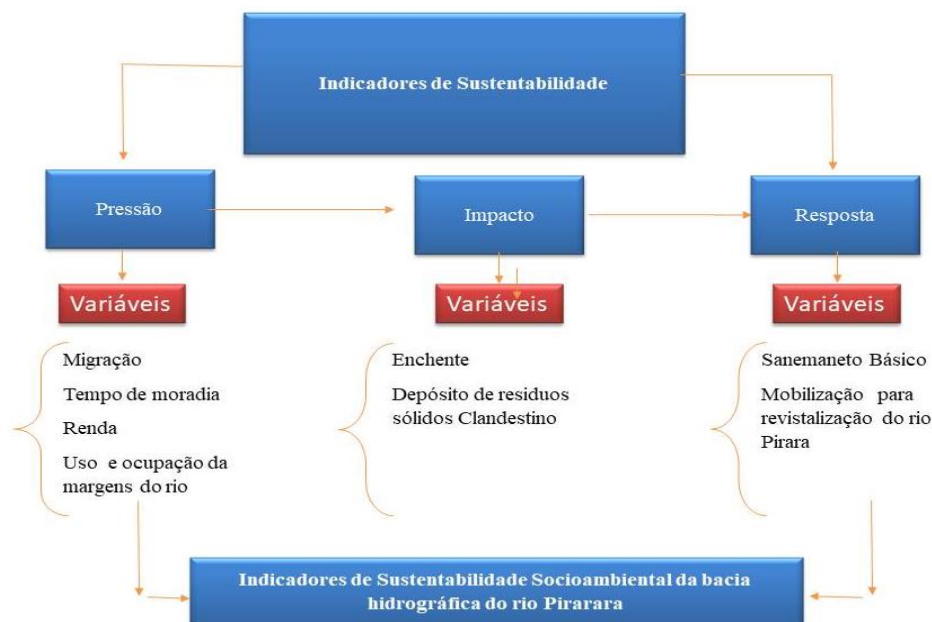 Indicadores de Sustentabilidade
Pressão
Impacto
Resposta
Variáveis
Variáveis
Variáveis
Migração
Tempo de moradia
Renda
Uso e ocupação da
margens do rio
Enchente
Depósito de residuos
sólidos Clandestino
Sanemaneto Básico
Mobilização para
revistalização do rio
Pirara
Indicadores de Sustentabilidade Socioambiental da bacia
hidrográfica do rio Pirarara